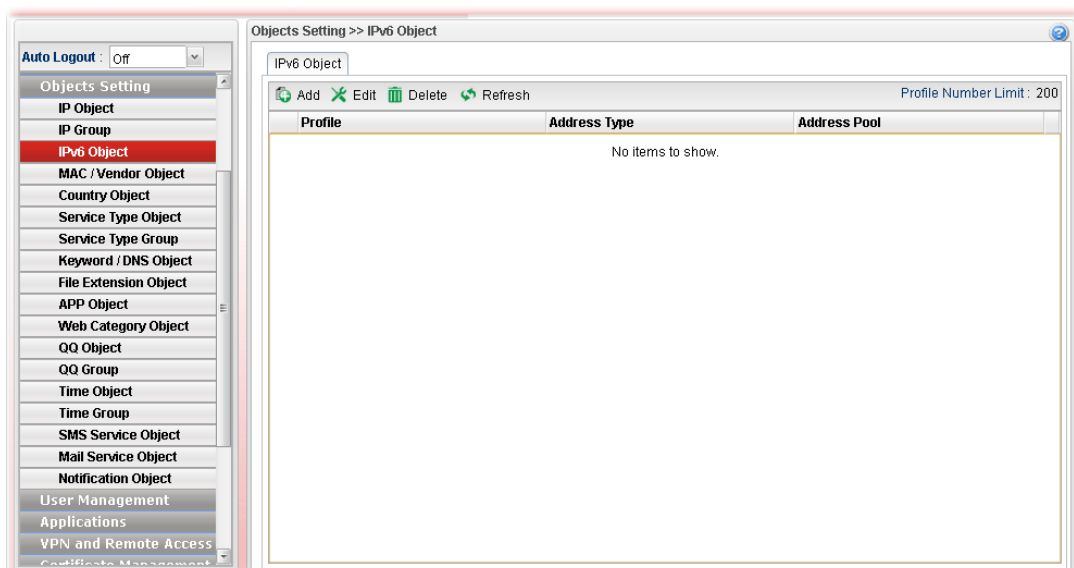 Objects Setting >> IPv6 Object
Auto Logout : Off
Objects Setting
IP Object
IP Group
IPv6 Object
MAC / Vendor Object
Country Object
Service Type Object
Service Type Group
Keyword / DNS Object
File Extension Object
APP Object
Web Category Object
QQ Object
QQ Group
Time Object
Time Group
SMS Service Object
Mail Service Object
Notification Object
User Management
Applications
VPN and Remote Access
Certificate Management
IPv6 Object
Add Edit Delete Refresh Profile Number Limit : 200
Profile Address Type Address Pool
No items to show.